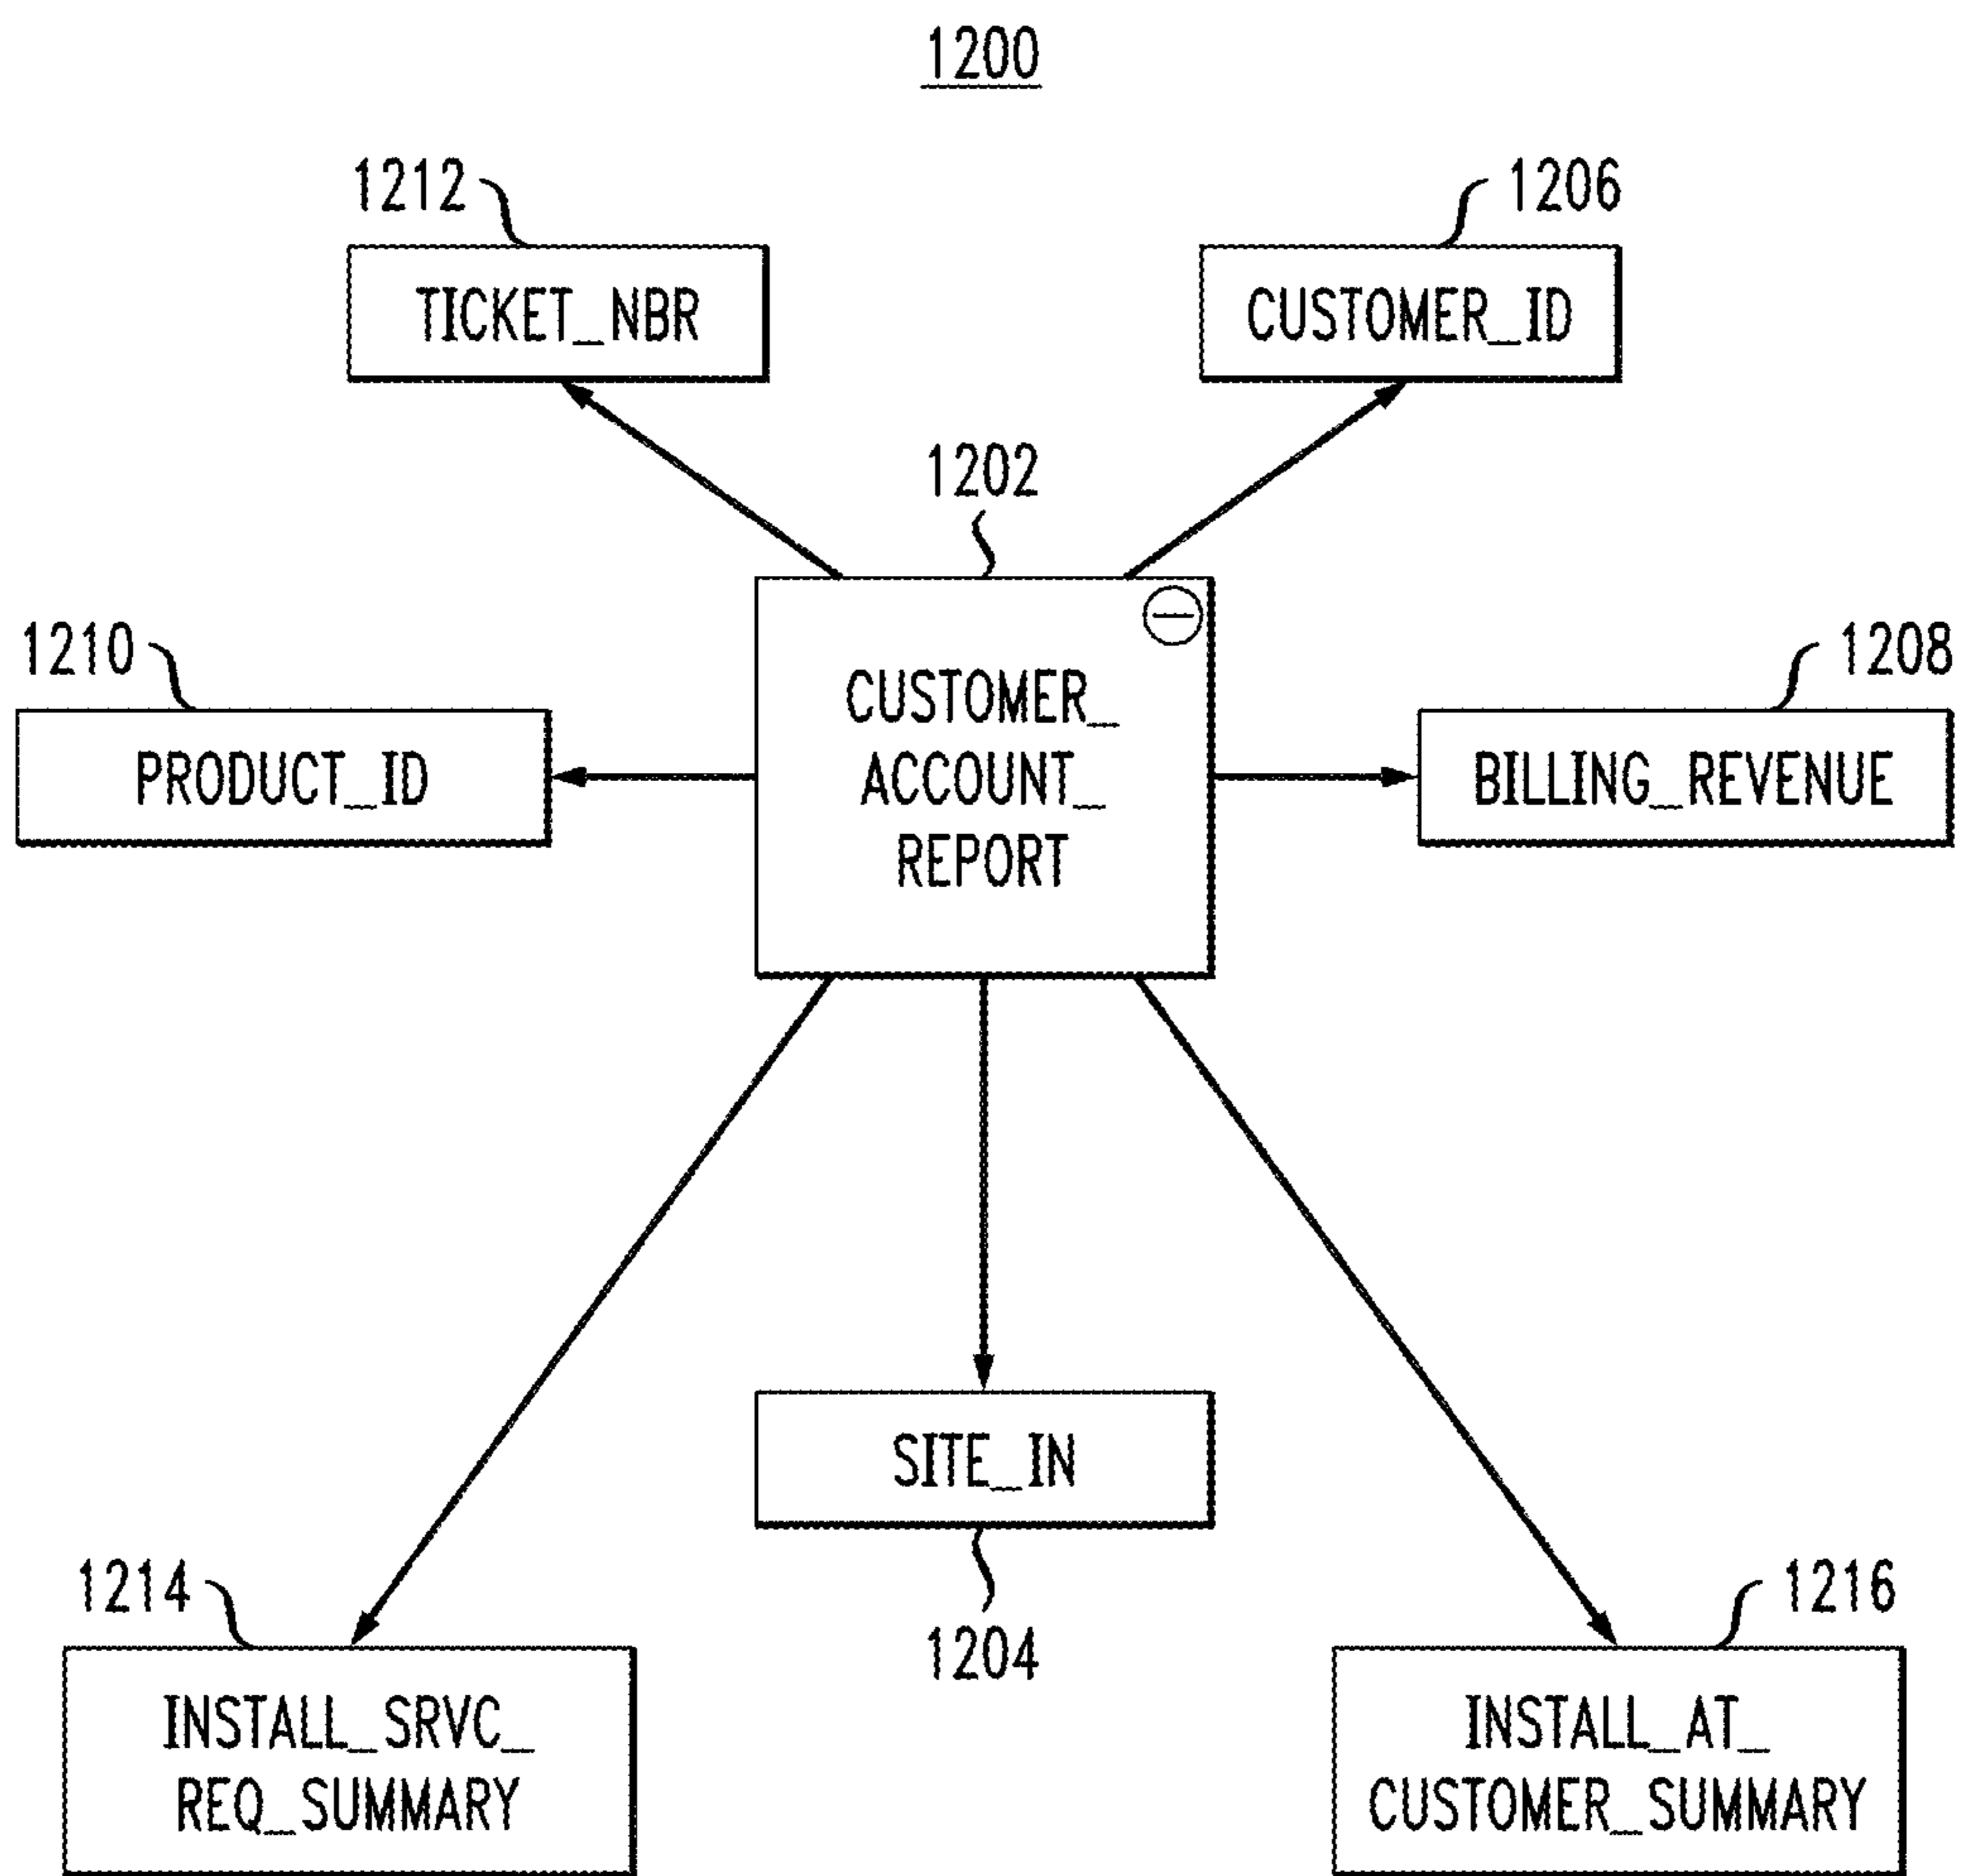 1200
1212
1206
TICKET_NBR
CUSTOMER_ID
1202
1210
1208
CUSTOMER_
ACCOUNT_
REPORT
PRODUCT_ID
BILLING_REVENUE
SITE_IN
1204
1214
1216
INSTALL_SRVC_
REQ_SUMMARY
INSTALL_AT_
CUSTOMER_SUMMARY